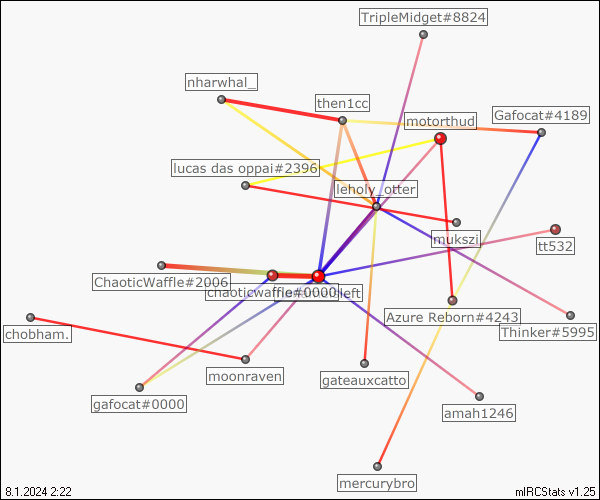 TripleMidget#8824
nharwhal_
then1cc
motorthud
Gafocat#4189
lucas das oppai#2396
leholy_otter
mukszi
tt532
ChaoticWaffle#2006
chaoticwaffle#0000
Azure Reborn#4243
chobham.
Thinker#5995
moonraven
gateauxcatto
gafocat#0000
amah1246
mercurybro
8.1.2024 2:22
mIRCStats v1.25